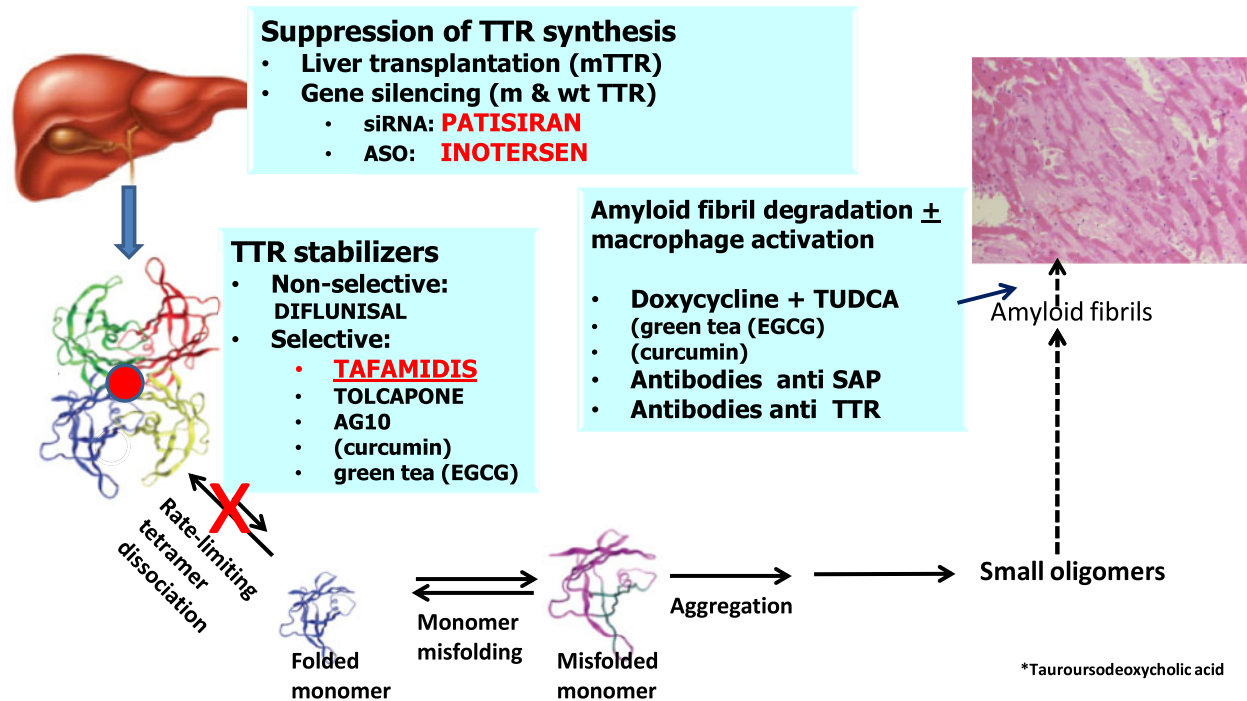 Suppression of TTR synthesis
• Liver transplantation (mTTR)
• Gene silencing (m & wt TTR)
• siRNA: PATISIRAN
• ASO: INOTERSEN
TTR stabilizers
• Non-selective:
DIFLUNISAL
• Selective:
• TAFAMIDIS
• TOLCAPONE
• AG10
• (curcumin)
• green tea (EGCG)
Amyloid fibril degradation +
macrophage activation
• Doxycycline + TUDCA
• (green tea (EGCG)
• (curcumin)
• Antibodies anti SAP
• Antibodies anti TTR
Amyloid fibrils
X
Rate-limiting
tetramer
dissociation
Folded
monomer
Monomer
misfolding
Misfolded
monomer
Aggregation
Small oligomers
*Tauroursodeoxycholic acid